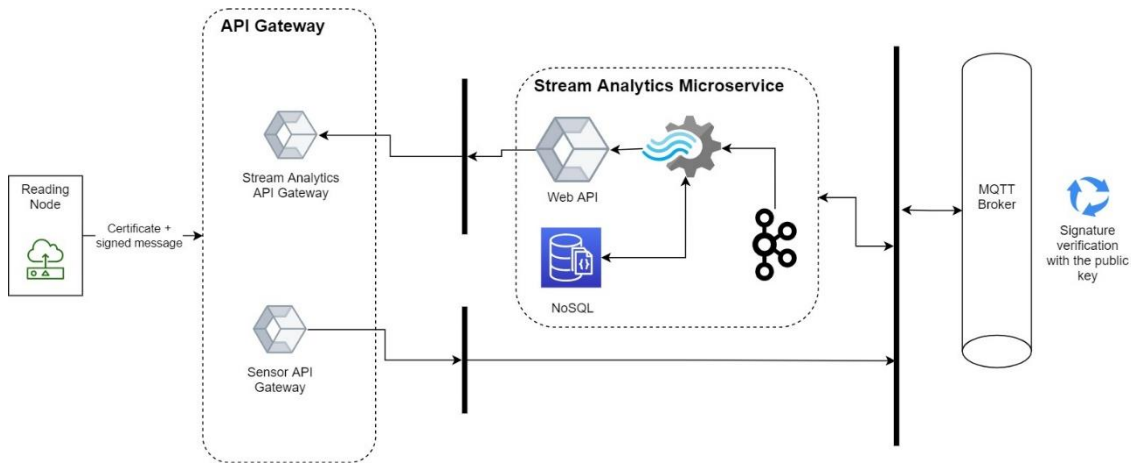 API Gateway
Stream Analytics
API Gateway
Reading
Node
Certificate +
signed message
Sensor API
Gateway
Stream Analytics Microservice
Web API
NoSQL
MQTT
Broker
Signature
verification
with the public
key